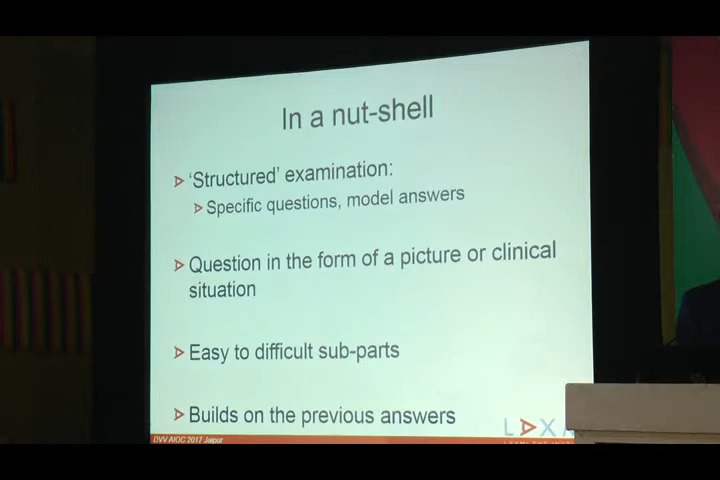 In a nut-shell
'Structured' examination:
Specific questions, model answers
Question in the form of a picture or clinical
situation
Easy to difficult sub-parts
Builds on the previous answers
DVV AIOC 2017 Jaipur